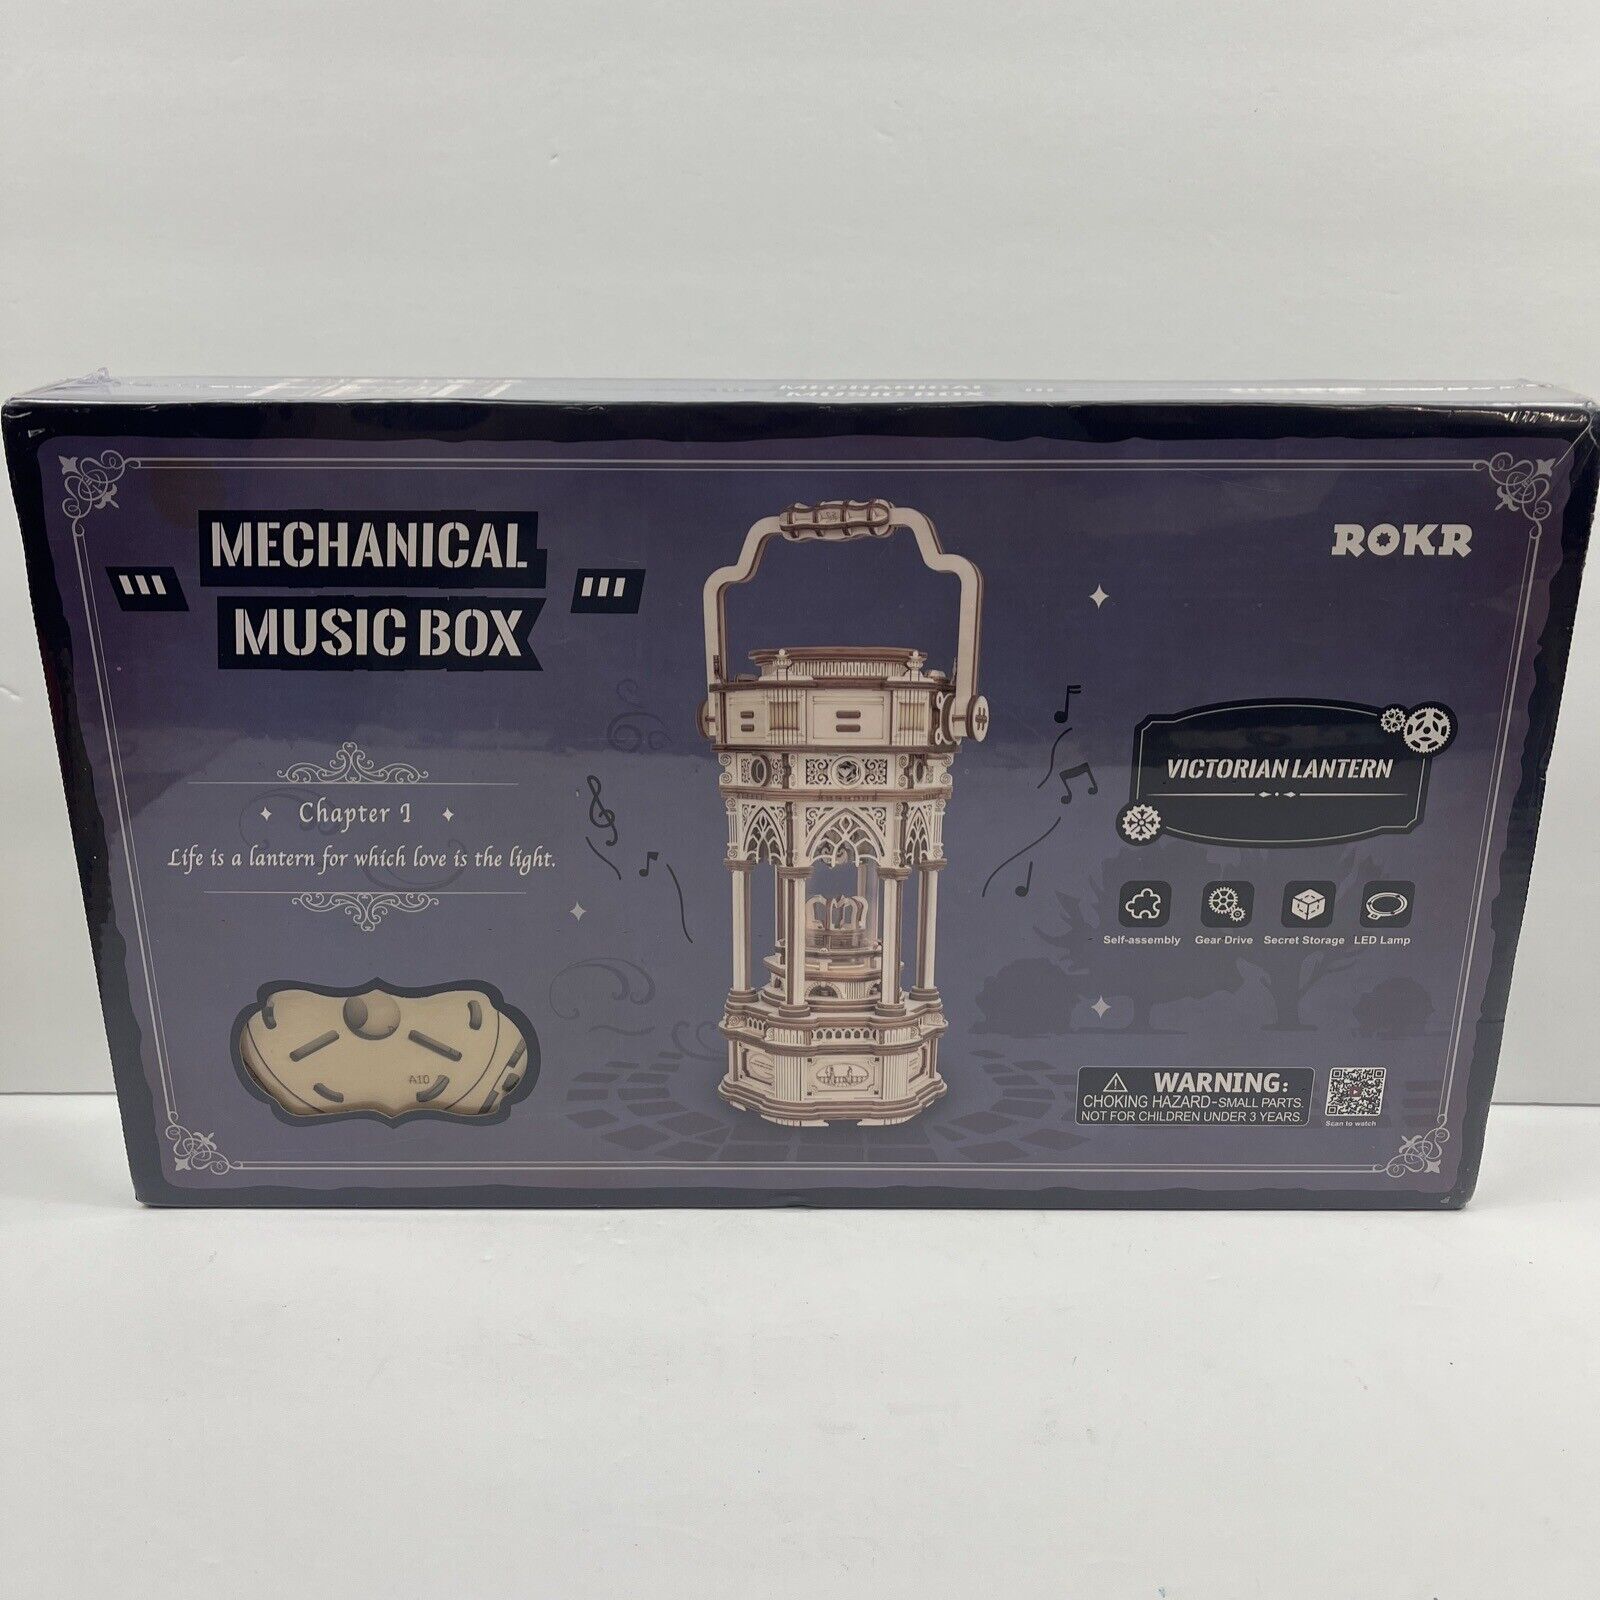 MECHANICAL
MUSIC BOX
MECHANICAL
MUSIC BOX
ROKR
Chapter I
Life is a lantern for which love is the light.
VICTORIAN LANTERN
Self-assembly Gear Drive Secret Storage LED Lamp
A10
WARNING:
CHOKING HAZARD-SMALL PARTS
NOT FOR CHILDREN UNDER 3 YEARS.
Scan to watch